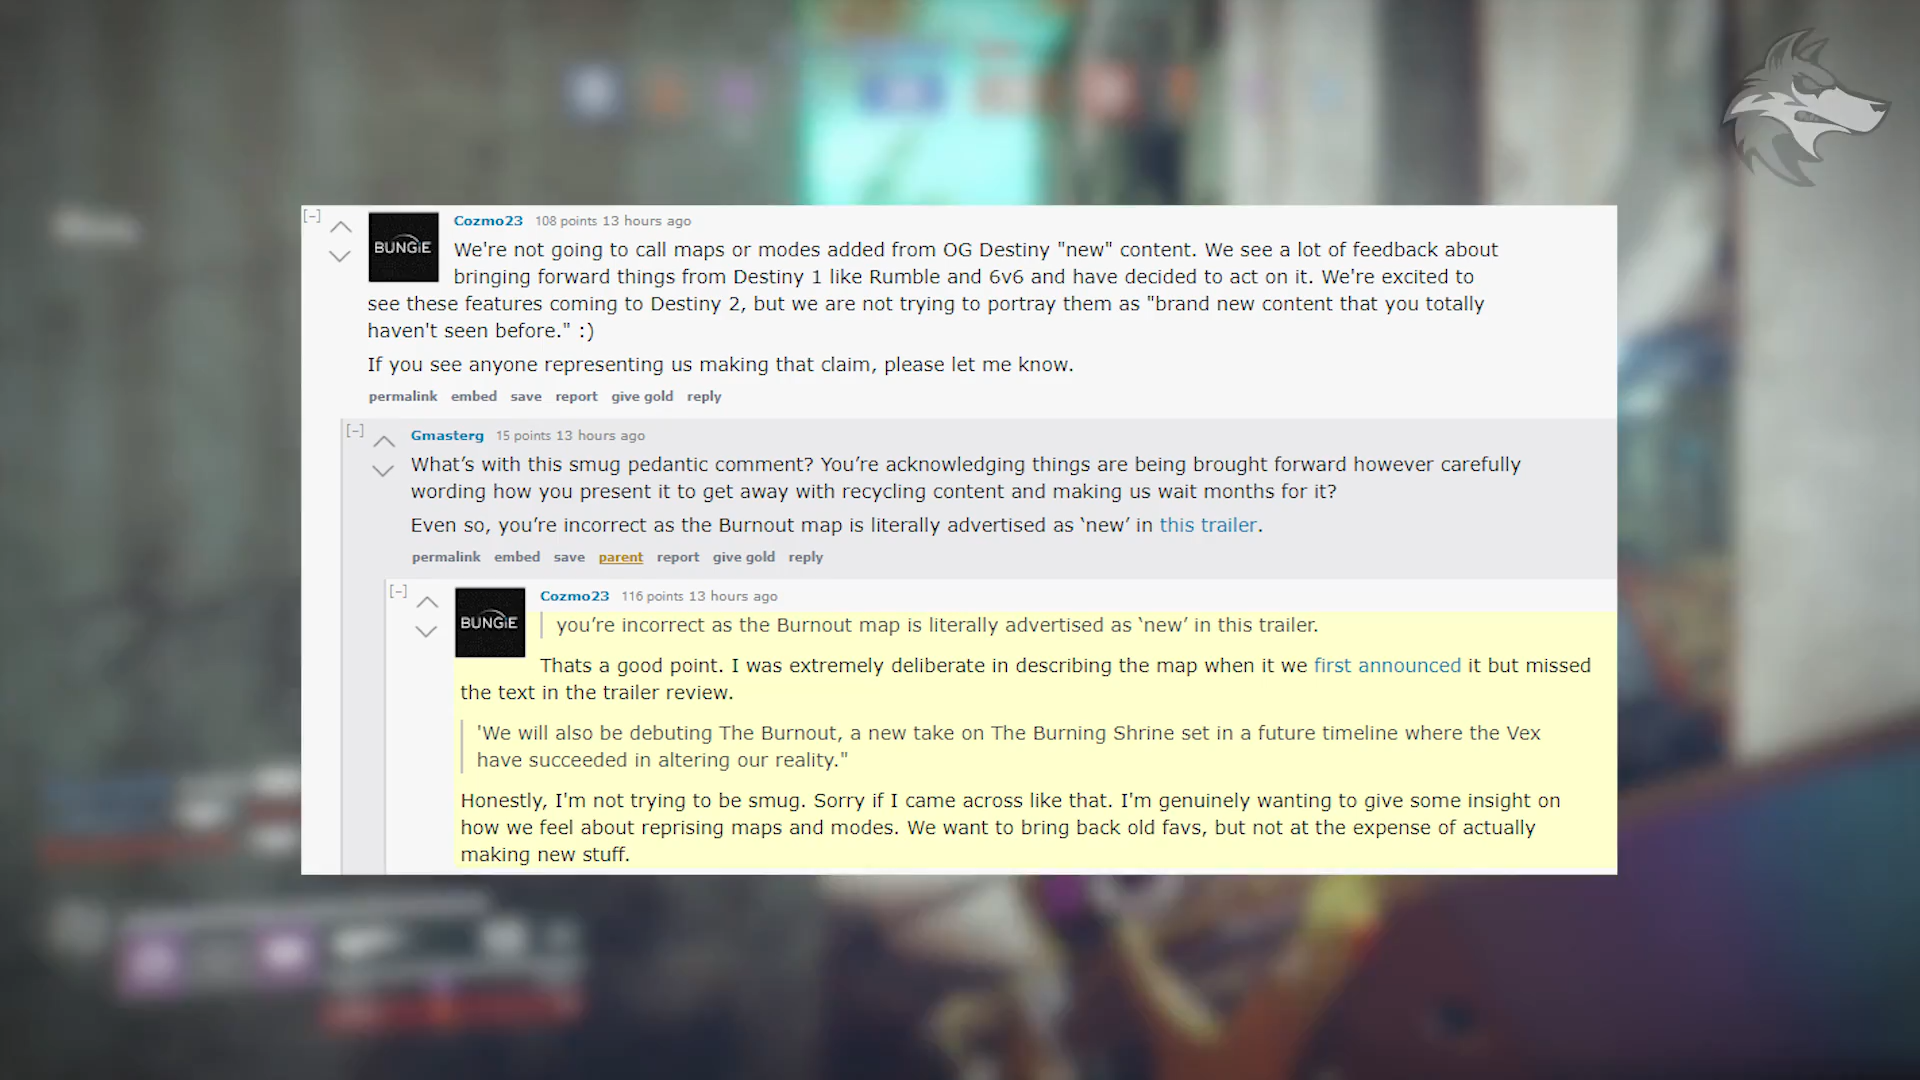 [-]
BUNGiE
Cozmo23 108 points 13 hours ago
We're not going to call maps or modes added from OG Destiny "new" content. We see a lot of feedback about
bringing forward things from Destiny 1 like Rumble and 6v6 and have decided to act on it. We're excited to
see these features coming to Destiny 2, but we are not trying to portray them as "brand new content that you totally
haven't seen before." :)
If you see anyone representing us making that claim, please let me know.
permalink embed save report give gold reply
[-]
Gmasterg 15 points 13 hours ago
What’s with this smug pedantic comment? You’re acknowledging things are being brought forward however carefully
wording how you present it to get away with recycling content and making us wait months for it?
Even so, you’re incorrect as the Burnout map is literally advertised as ‘new’ in this trailer.
permalink embed save parent report give gold reply
[-]
BUNGiE
Cozmo23 116 points 13 hours ago
you’re incorrect as the Burnout map is literally advertised as ‘new’ in this trailer.
Thats a good point. I was extremely deliberate in describing the map when it we first announced it but missed
the text in the trailer review.
'We will also be debuting The Burnout, a new take on The Burning Shrine set in a future timeline where the Vex
have succeeded in altering our reality."
Honestly, I'm not trying to be smug. Sorry if I came across like that. I'm genuinely wanting to give some insight on
how we feel about reprising maps and modes. We want to bring back old favs, but not at the expense of actually
making new stuff.